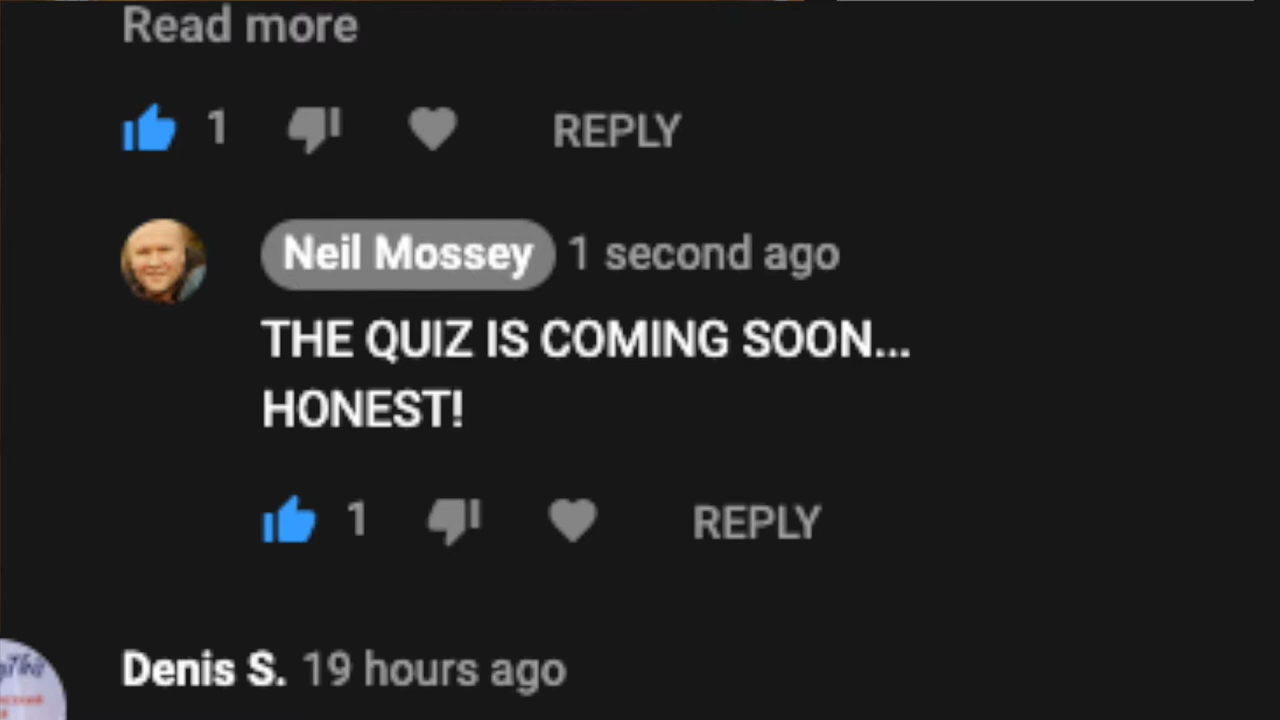 Read more
1 REPLY
Neil Mossey 1 second ago
THE QUIZ IS COMING SOON...
HONEST!
1 REPLY
Denis S. 19 hours ago